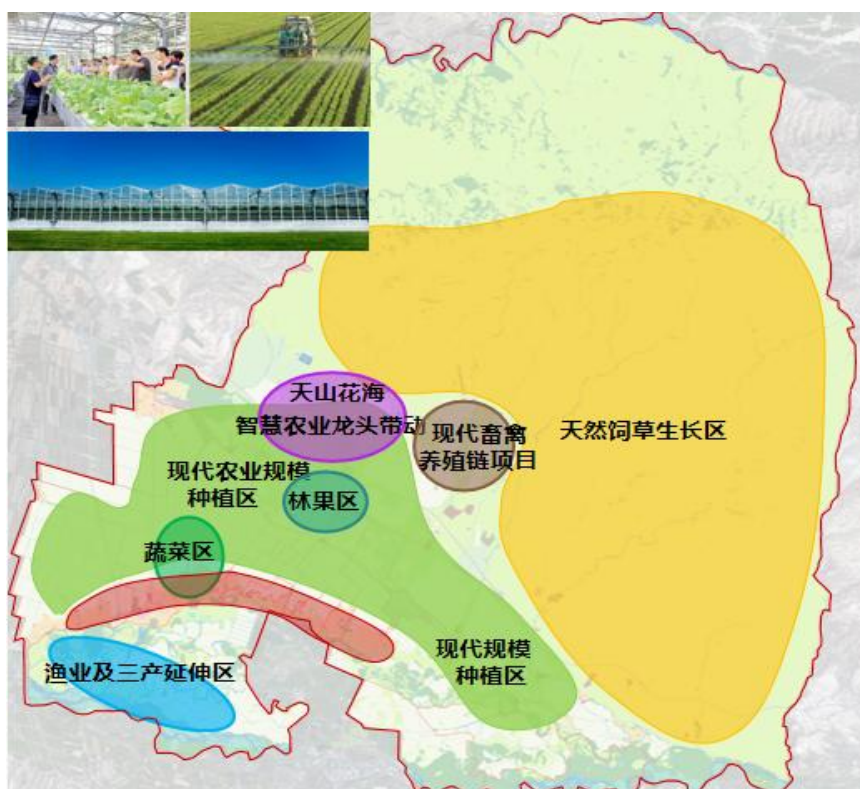 天山花海
智慧农业龙头带动
现代畜禽
养殖链项目
天然饲草生长区
现代农业规模
种植区
林果区
蔬菜区
现代规模
种植区
渔业及三产延伸区